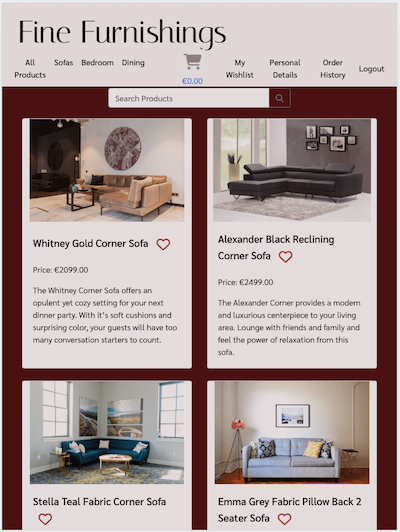 Fine Furnishings
All Products
Sofas
Bedroom
Dining
€0.00
My Wishlist
Personal Details
Order History
Logout
Search Products
Whitney Gold Corner Sofa
Price: €2099.00
The Whitney Corner Sofa offers an
opulent yet cozy setting for your next
dinner party. With it's soft cushions and
surprising color, your guests will have too
many conversation starters to count.
Alexander Black Reclining
Corner Sofa
Price: €2499.00
The Alexander Corner provides a modern
and luxurious centerpiece to your living
area. Lounge with friends and family and
feel the power of relaxation from this
sofa.
Stella Teal Fabric Corner Sofa
Emma Grey Fabric Pillow Back 2
Seater Sofa